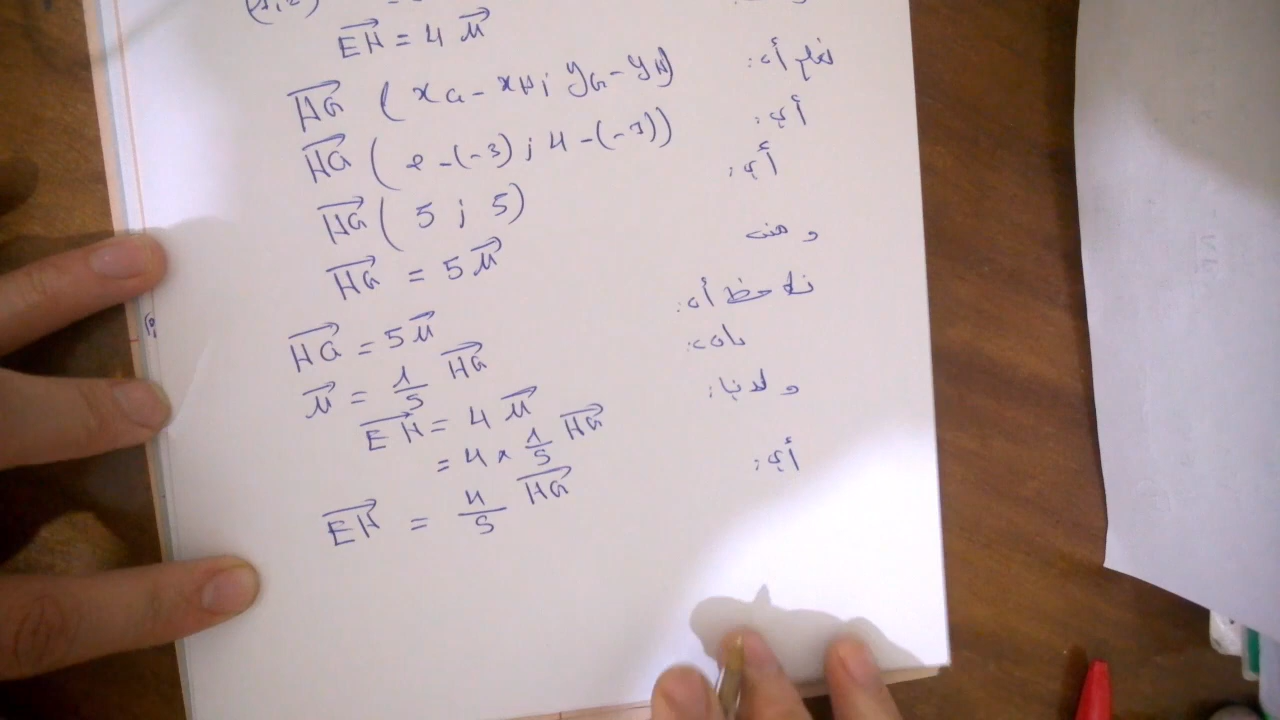 EH = 4 u
نعلم أن: HG ( xG - xH ; yG - yH )
أي: HG ( 2 - (-3) ; 4 - (-3) )
أي: HG ( 5 ; 5 )
ومنه HG = 5 u
نلاحظ أن:
HG = 5 u
بأن: u = 1/5 HG
ولدينا: EH = 4 u
= 4 × 1/5 HG
أي: EH = 4/5 HG